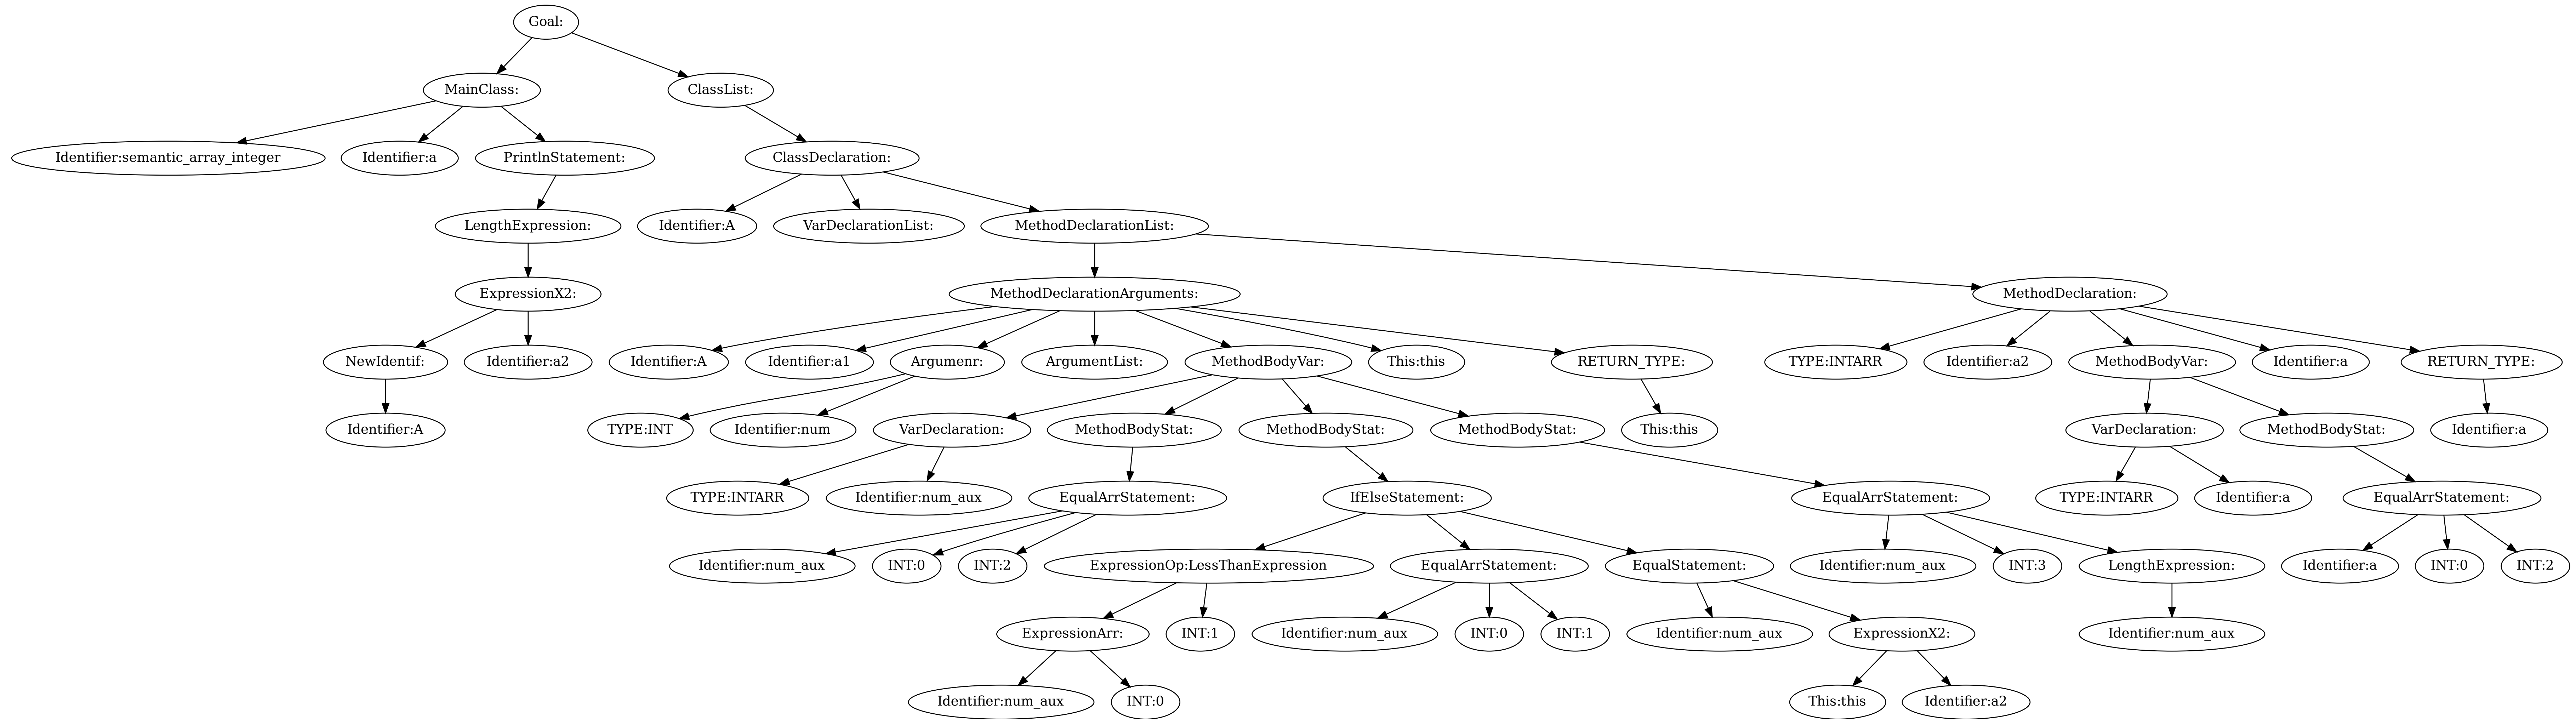 Goal:
MainClass:
ClassList:
Identifier:semantic_array_integer
Identifier:a
PrintlnStatement:
ClassDeclaration:
LengthExpression:
Identifier:A
VarDeclarationList:
MethodDeclarationList:
ExpressionX2:
MethodDeclarationArguments:
MethodDeclaration:
NewIdentif:
Identifier:a2
Identifier:A
Identifier:a1
Argumenr:
ArgumentList:
MethodBodyVar:
This:this
RETURN_TYPE:
TYPE:INTARR
Identifier:a2
MethodBodyVar:
Identifier:a
RETURN_TYPE:
Identifier:A
TYPE:INT
Identifier:num
VarDeclaration:
MethodBodyStat:
MethodBodyStat:
MethodBodyStat:
This:this
VarDeclaration:
MethodBodyStat:
Identifier:a
TYPE:INTARR
Identifier:num_aux
EqualArrStatement:
IfElseStatement:
EqualArrStatement:
TYPE:INTARR
Identifier:a
EqualArrStatement:
Identifier:num_aux
INT:0
INT:2
ExpressionOp:LessThanExpression
EqualArrStatement:
EqualStatement:
Identifier:num_aux
INT:3
LengthExpression:
Identifier:a
INT:0
INT:2
ExpressionArr:
INT:1
Identifier:num_aux
INT:0
INT:1
Identifier:num_aux
ExpressionX2:
Identifier:num_aux
Identifier:num_aux
INT:0
This:this
Identifier:a2